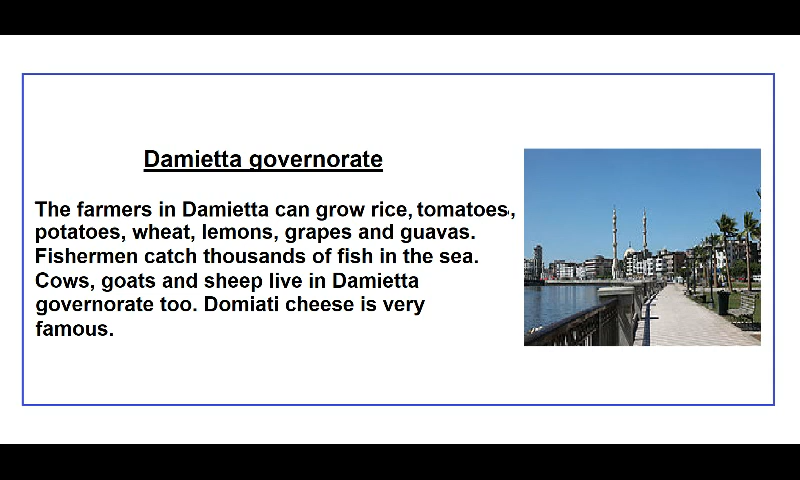 Damietta governorate
The farmers in Damietta can grow rice, tomatoes,
potatoes, wheat, lemons, grapes and guavas.
Fishermen catch thousands of fish in the sea.
Cows, goats and sheep live in Damietta
governorate too. Domiati cheese is very
famous.